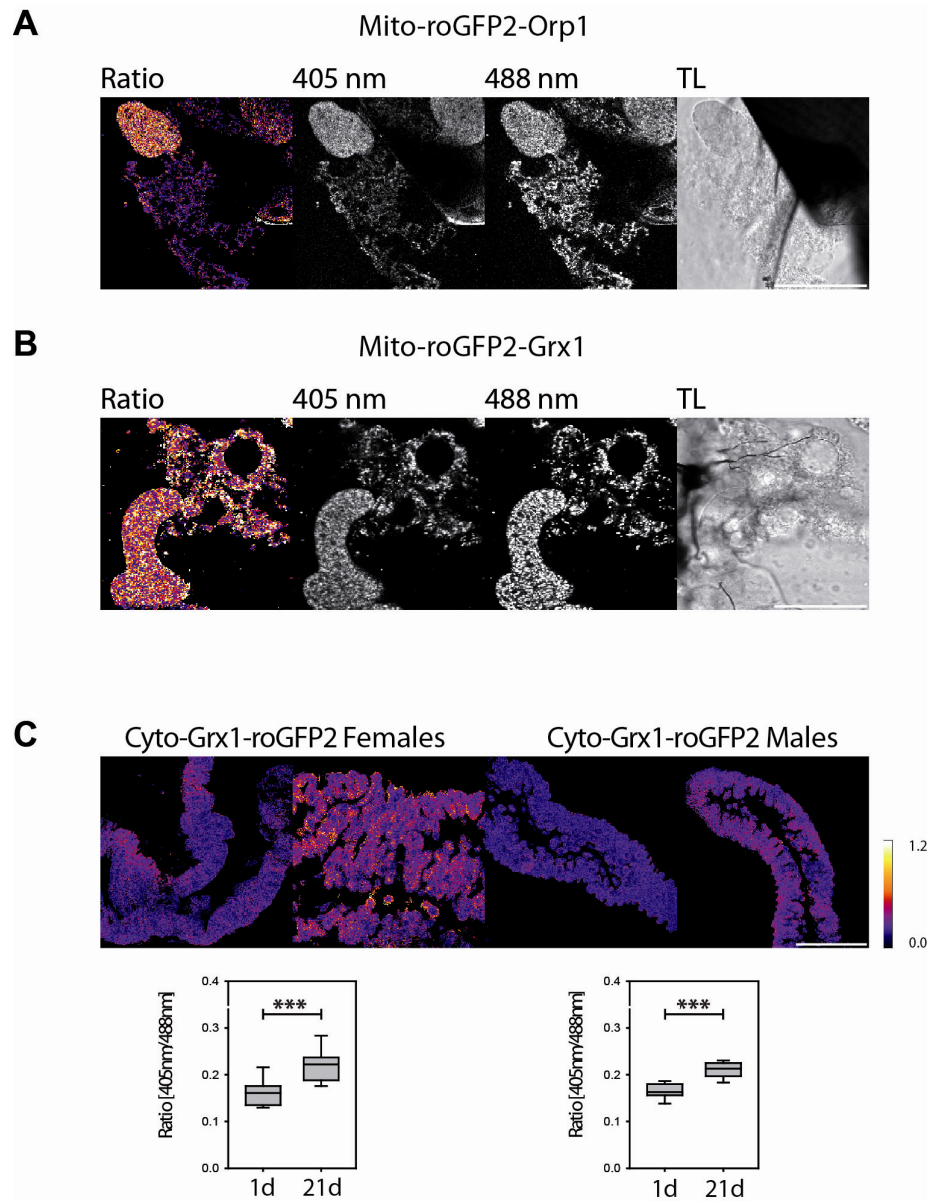 A
Mito-roGFP2-Orp1
Ratio 405 nm 488 nm TL
B
Mito-roGFP2-Grx1
Ratio 405 nm 488 nm TL
C
Cyto-Grx1-roGFP2 Females Cyto-Grx1-roGFP2 Males
1.2
0.0
Ratio [405nm/488nm]
0.4
0.3
0.2
0.1
0.0
***
1d 21d
Ratio [405nm/488nm]
0.4
0.3
0.2
0.1
0.0
***
1d 21d